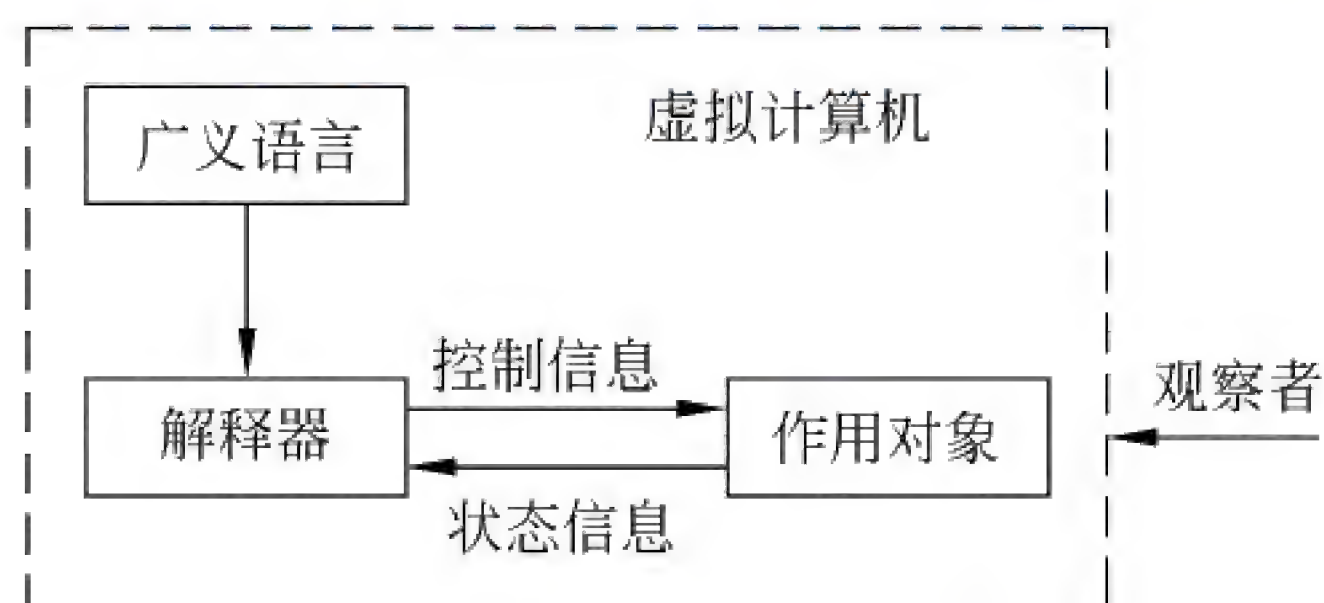 虚拟计算机
广义语言
控制信息
观察者
解释器
作用对象
状态信息